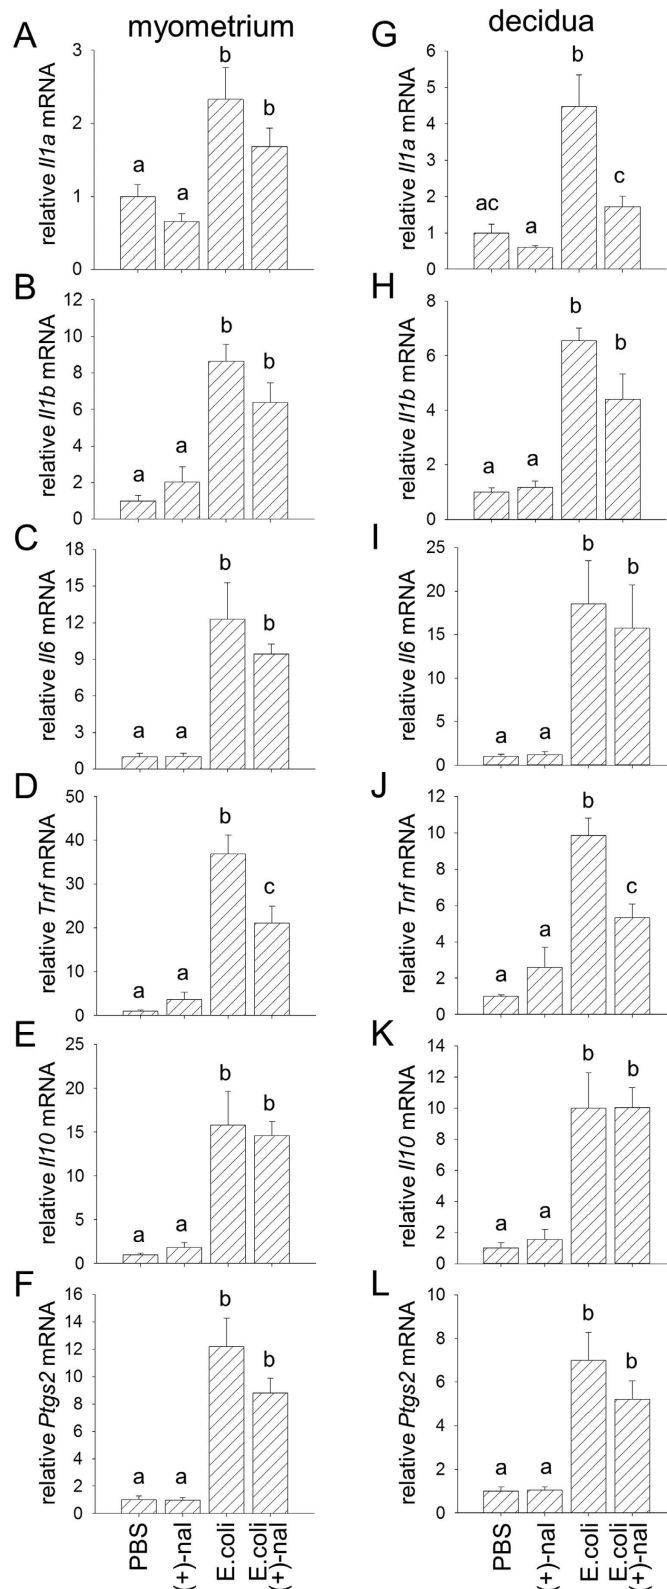 myometrium
decidua
A
relative Il1a mRNA
3
2
1
0
a
a
b
b
G
relative Il1a mRNA
6
5
4
3
2
1
0
ac
a
b
c
B
relative Il1b mRNA
12
10
8
6
4
2
0
a
a
b
b
H
relative Il1b mRNA
8
6
4
2
0
a
a
b
b
C
relative Il6 mRNA
18
15
12
9
6
3
0
a
a
b
b
I
relative Il6 mRNA
25
20
15
10
5
0
a
a
b
b
D
relative Tnf mRNA
50
40
30
20
10
0
a
a
b
c
J
relative Tnf mRNA
12
10
8
6
4
2
0
a
a
b
c
E
relative Il10 mRNA
25
20
15
10
5
0
a
a
b
b
K
relative Il10 mRNA
14
12
10
8
6
4
2
0
a
a
b
b
F
relative Ptgs2 mRNA
16
14
12
10
8
6
4
2
0
a
a
b
b
PBS
(+)-nal
E.coli
E.coli
(+)-nal
L
relative Ptgs2 mRNA
10
8
6
4
2
0
a
a
b
b
PBS
(+)-nal
E.coli
E.coli
(+)-nal